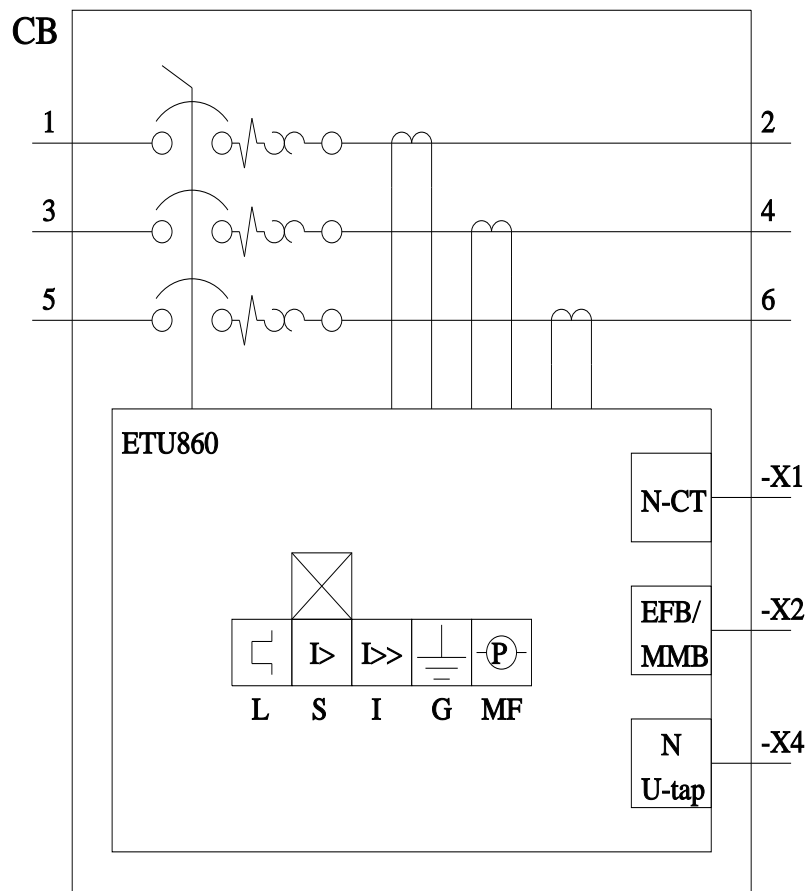 CB
1 2
3 4
5 6
ETU860
N-CT -X1
EFB/ -X2
MMB
I> I>> P
L S I G MF
N -X4
U-tap